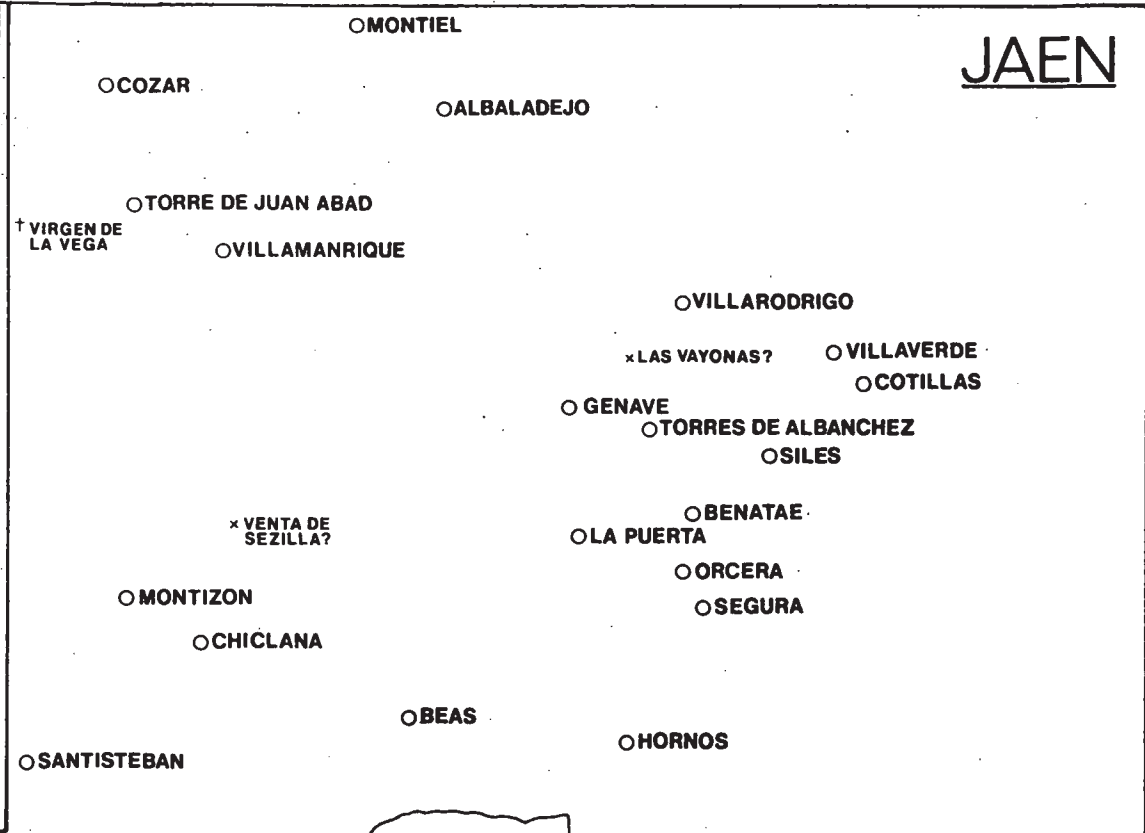 MONTIEL
JAEN
COZAR
ALBALADEJO
TORRE DE JUAN ABAD
VIRGEN DE
LA VEGA
VILLAMANRIQUE
VILLARODRIGO
LAS VAYONAS?
VILLAVERDE
COTILLAS
GENAVE
TORRES DE ALBANCHEZ
SILES
BENATAE
VENTA DE
SEZILLA?
LA PUERTA
ORCERA
MONTIZON
SEGURA
CHICLANA
BEAS
HORNOS
SANTISTEBAN